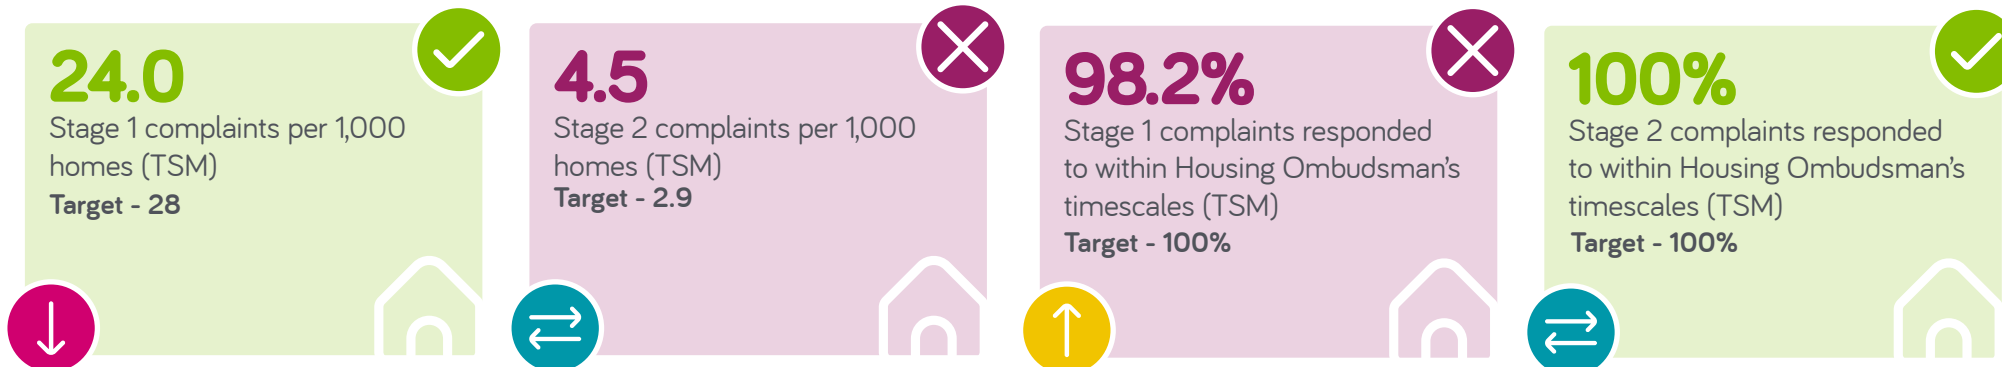 24.0
Stage 1 complaints per 1,000
homes (TSM)
Target - 28
4.5
Stage 2 complaints per 1,000
homes (TSM)
Target - 2.9
98.2%
Stage 1 complaints responded
to within Housing Ombudsman’s
timescales (TSM)
Target - 100%
100%
Stage 2 complaints responded
to within Housing Ombudsman’s
timescales (TSM)
Target - 100%